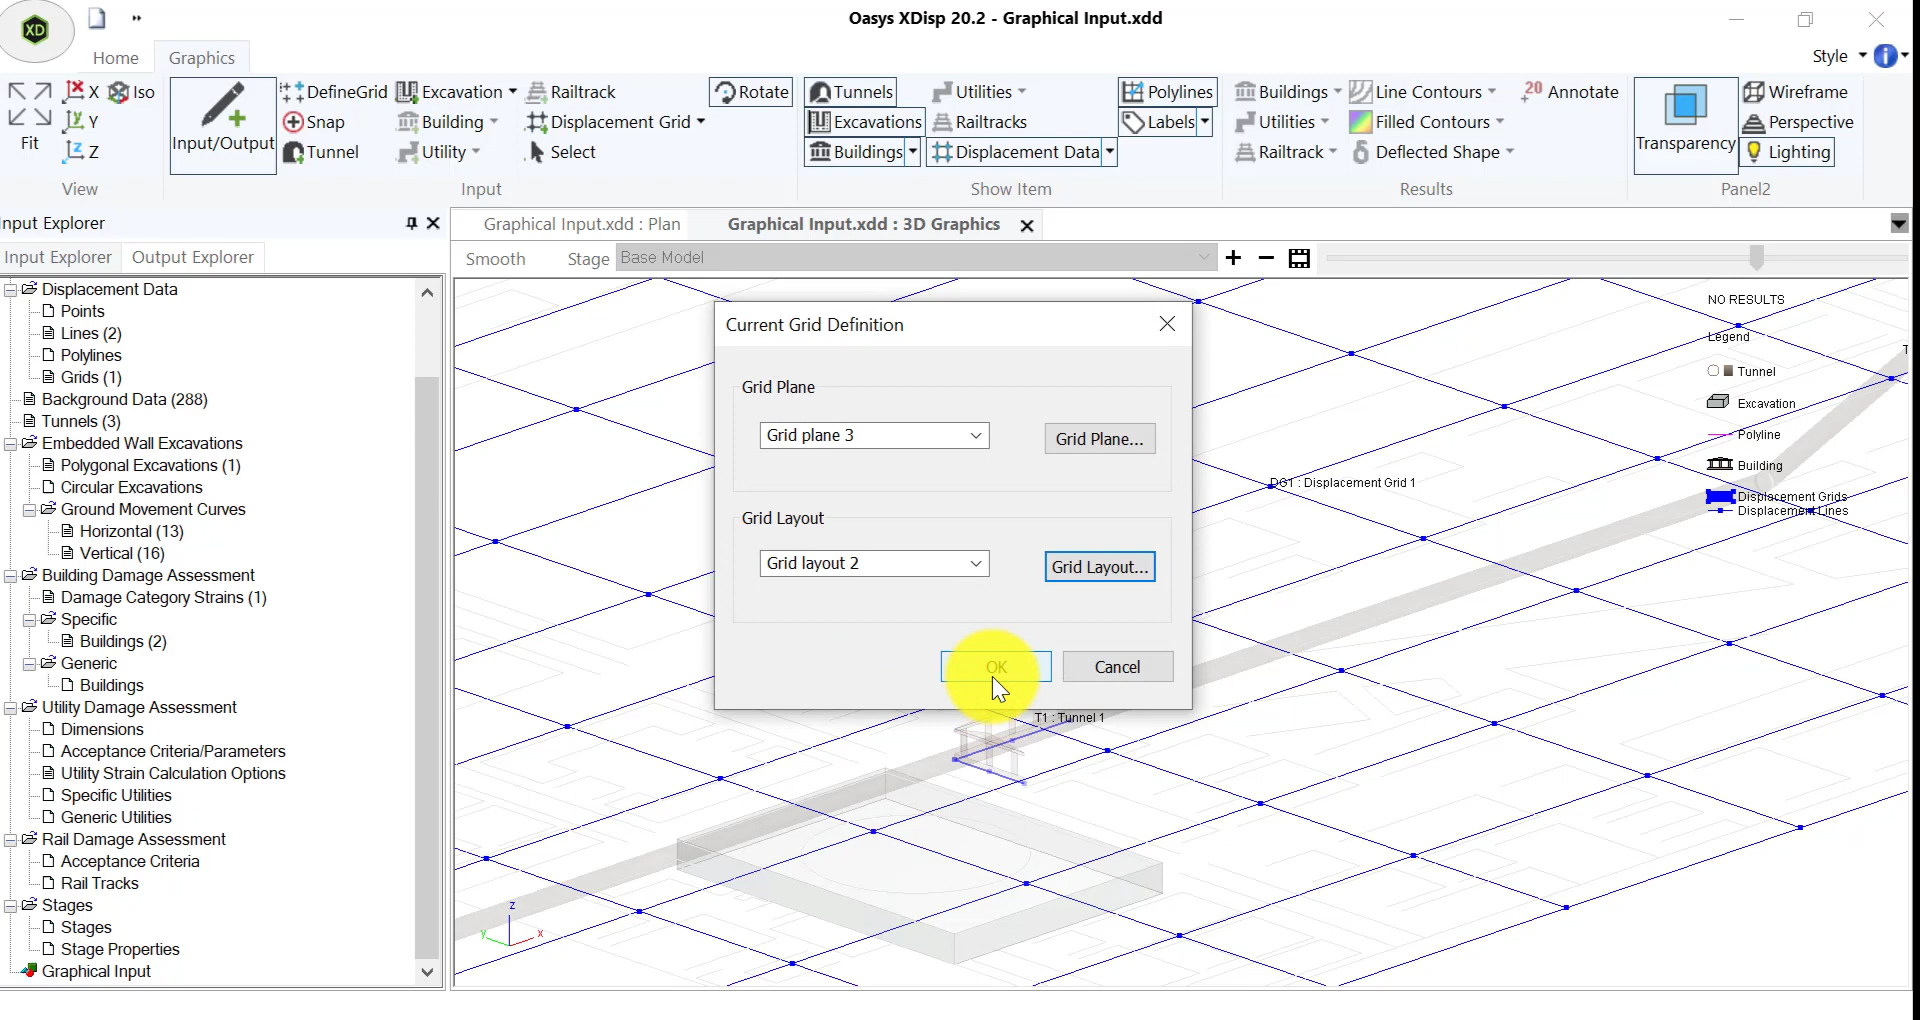 XD
Oasys XDisp 20.2 - Graphical Input.xdd
Home
Graphics
Style
Fit
X
Y
Z
Iso
View
Input/Output
DefineGrid
Snap
Tunnel
Excavation
Building
Utility
Railtrack
Displacement Grid
Select
Input
Rotate
Tunnels
Excavations
Buildings
Utilities
Railtracks
Displacement Data
Polylines
Labels
Show Item
Buildings
Utilities
Railtrack
Line Contours
Filled Contours
Deflected Shape
20 Annotate
Results
Transparency
Wireframe
Perspective
Lighting
Panel2
nput Explorer
Input Explorer
Output Explorer
Displacement Data
Points
Lines (2)
Polylines
Grids (1)
Background Data (288)
Tunnels (3)
Embedded Wall Excavations
Polygonal Excavations (1)
Circular Excavations
Ground Movement Curves
Horizontal (13)
Vertical (16)
Building Damage Assessment
Damage Category Strains (1)
Specific
Buildings (2)
Generic
Buildings
Utility Damage Assessment
Dimensions
Acceptance Criteria/Parameters
Utility Strain Calculation Options
Specific Utilities
Generic Utilities
Rail Damage Assessment
Acceptance Criteria
Rail Tracks
Stages
Stages
Stage Properties
Graphical Input
Graphical Input.xdd : Plan
Graphical Input.xdd : 3D Graphics
Smooth
Stage
Base Model
Current Grid Definition
Grid Plane
Grid plane 3
Grid Plane...
Grid Layout
Grid layout 2
Grid Layout...
OK
Cancel
NO RESULTS
Legend
Tunnel
Excavation
Polyline
Building
Displacement Grids
Displacement Lines
T
DG1 : Displacement Grid 1
T1 : Tunnel 1
z
y
x